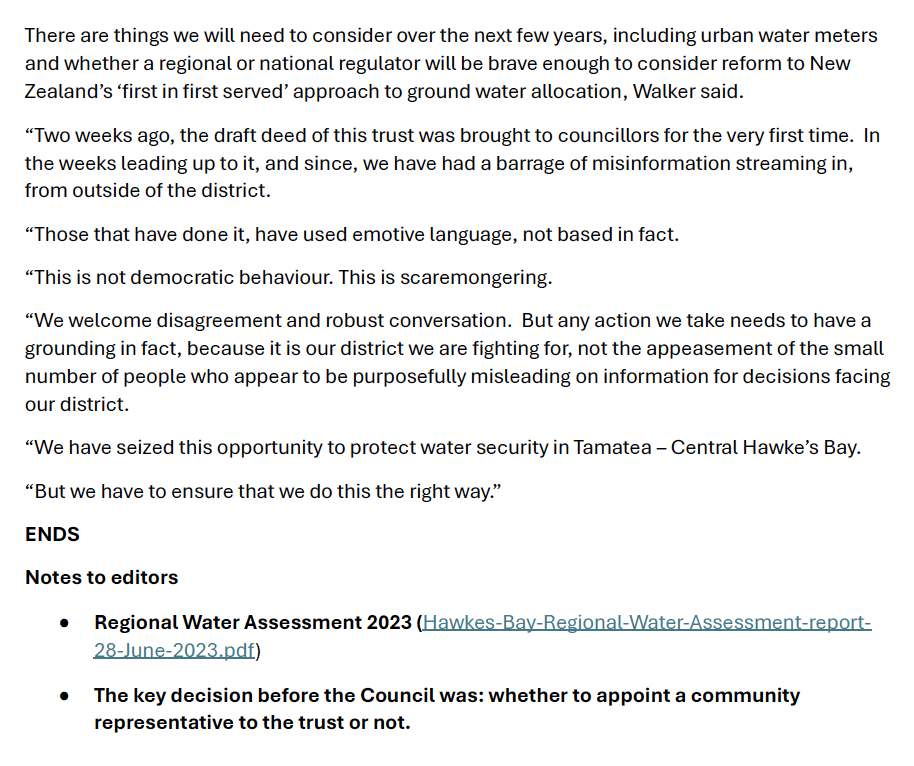 There are things we will need to consider over the next few years, including urban water meters
and whether a regional or national regulator will be brave enough to consider reform to New
Zealand’s ‘first in first served’ approach to ground water allocation, Walker said.
“Two weeks ago, the draft deed of this trust was brought to councillors for the very first time.  In
the weeks leading up to it, and since, we have had a barrage of misinformation streaming in,
from outside of the district.
“Those that have done it, have used emotive language, not based in fact.
“This is not democratic behaviour. This is scaremongering.
“We welcome disagreement and robust conversation.  But any action we take needs to have a
grounding in fact, because it is our district we are fighting for, not the appeasement of the small
number of people who appear to be purposefully misleading on information for decisions facing
our district.
“We have seized this opportunity to protect water security in Tamatea – Central Hawke’s Bay.
“But we have to ensure that we do this the right way.”
ENDS
Notes to editors
● Regional Water Assessment 2023 (Hawkes-Bay-Regional-Water-Assessment-report-
28-June-2023.pdf)
● The key decision before the Council was: whether to appoint a community
representative to the trust or not.